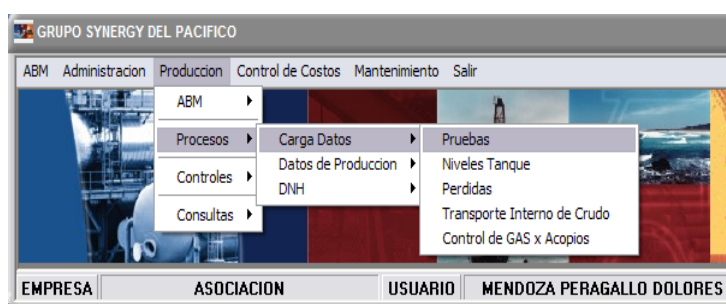 GRUPO SYNERGY DEL PACIFICO
ABM Administracion Produccion Control de Costos Mantenimiento Salir
ABM
Procesos Carga Datos Pruebas
Controles Datos de Produccion Niveles Tanque
DNH Perdidas
Consultas Transporte Interno de Crudo
Control de GAS x Acopios
EMPRESA ASOCIACION USUARIO MENDOZA PERAGALLO DOLORES